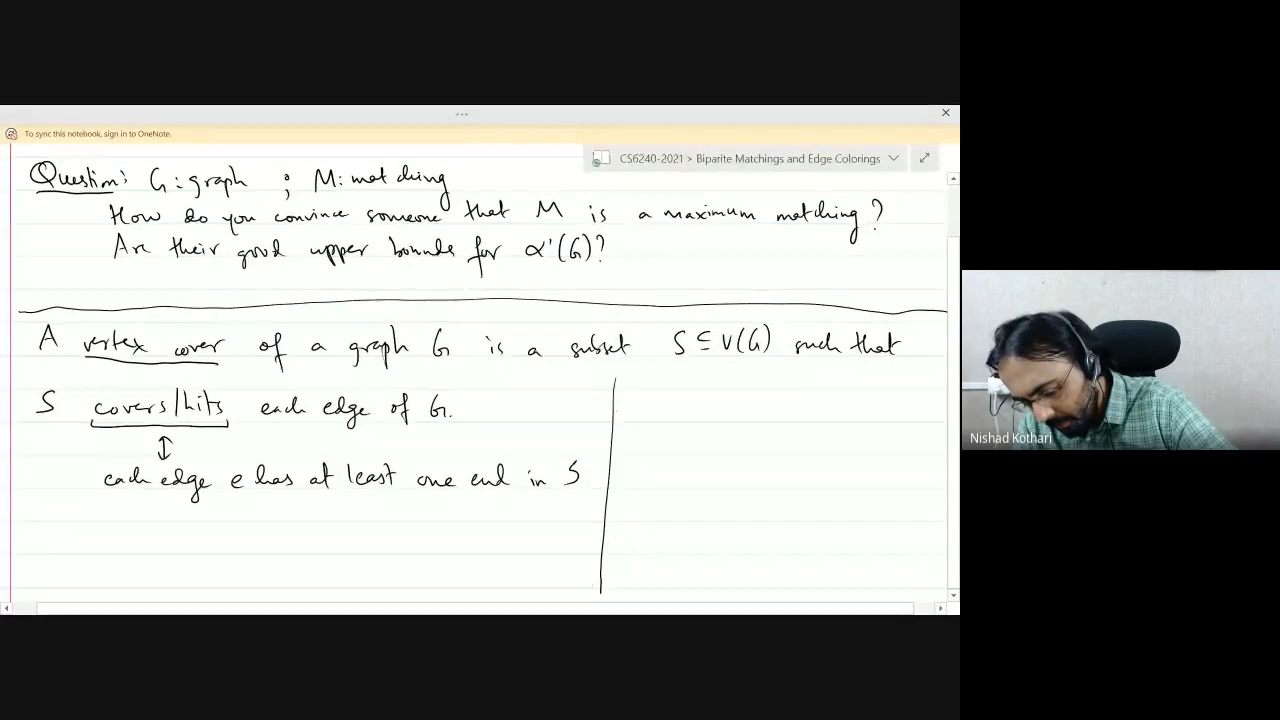 To sync this notebook, sign in to OneNote.
CS6240-2021 > Biparite Matchings and Edge Colorings
Question: G: graph ; M: matching
How do you convince someone that M is a maximum matching?
Are their good upper bounds for α'(G)?
A vertex cover of a graph G is a subset S ⊆ V(G) such that
S covers/hits each edge of G.
↕
each edge e has at least one end in S
Nishad Kothari